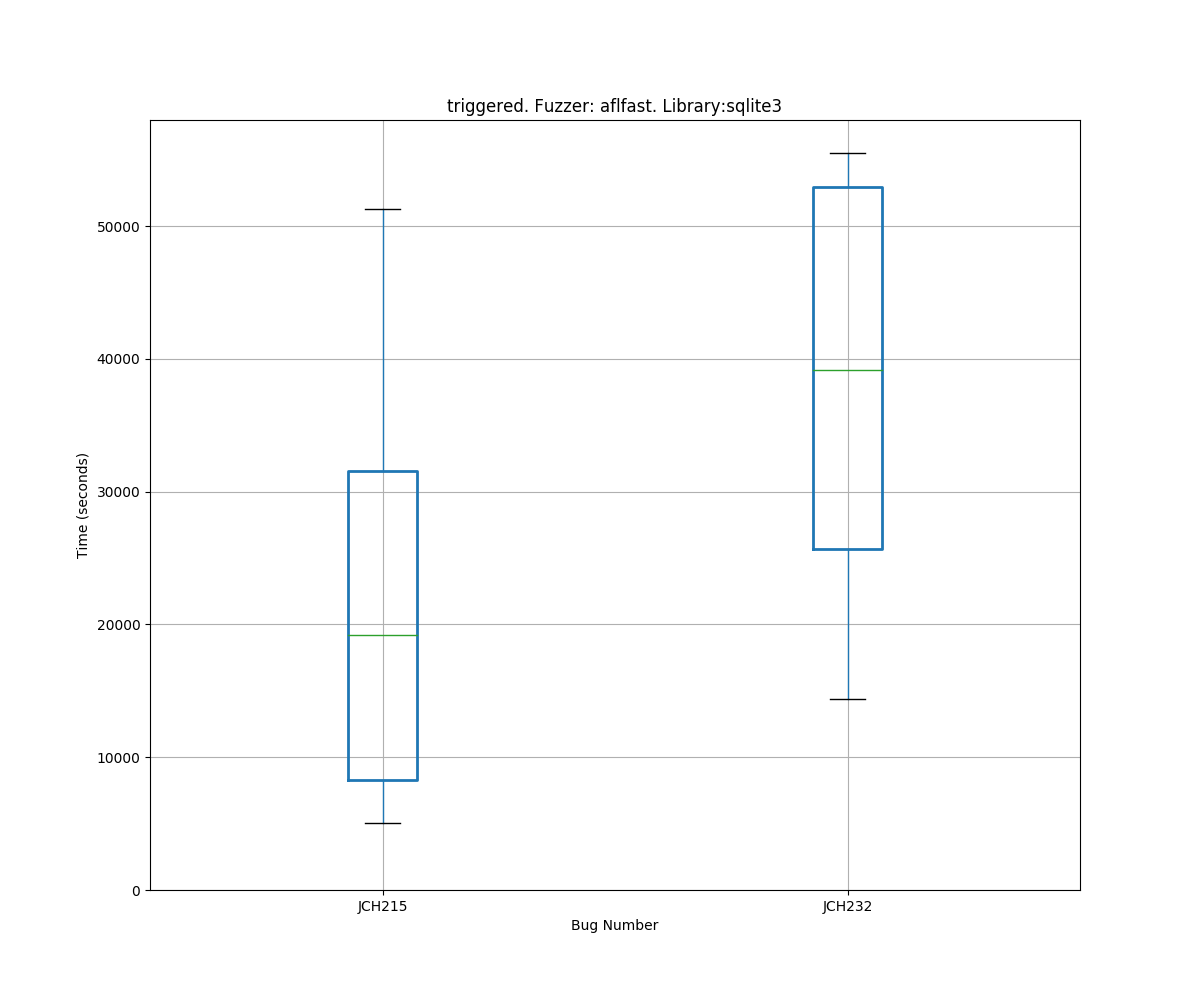 triggered. Fuzzer: aflfast. Library:sqlite3
50000
40000
30000
20000
10000
0
Time (seconds)
JCH215 JCH232
Bug Number